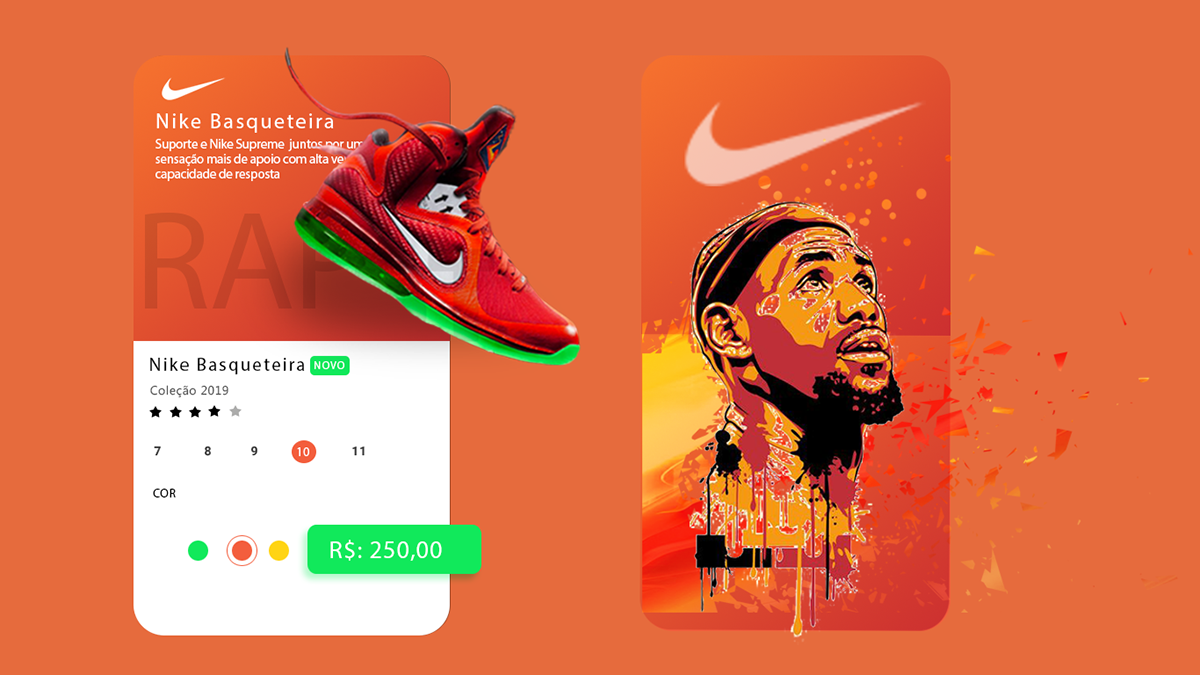 Nike Basqueteira
Suporte e Nike Supreme juntos por um
sensação mais de apoio com alta
capacidade de resposta
Nike Basqueteira NOVO
Coleção 2019
7 8 9 10 11
COR
R$: 250,00